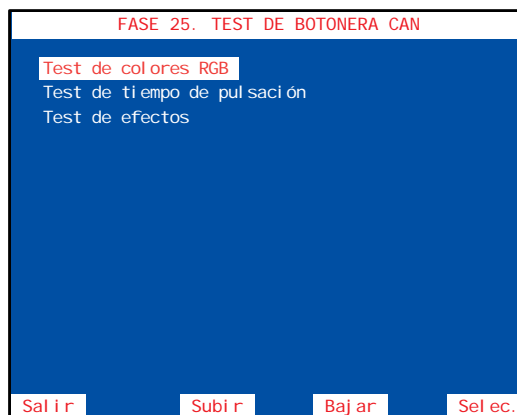 FASE 25. TEST DE BOTONERA CAN
Test de colores RGB
Test de tiempo de pulsación
Test de efectos
Salir Subir Bajar Selec.